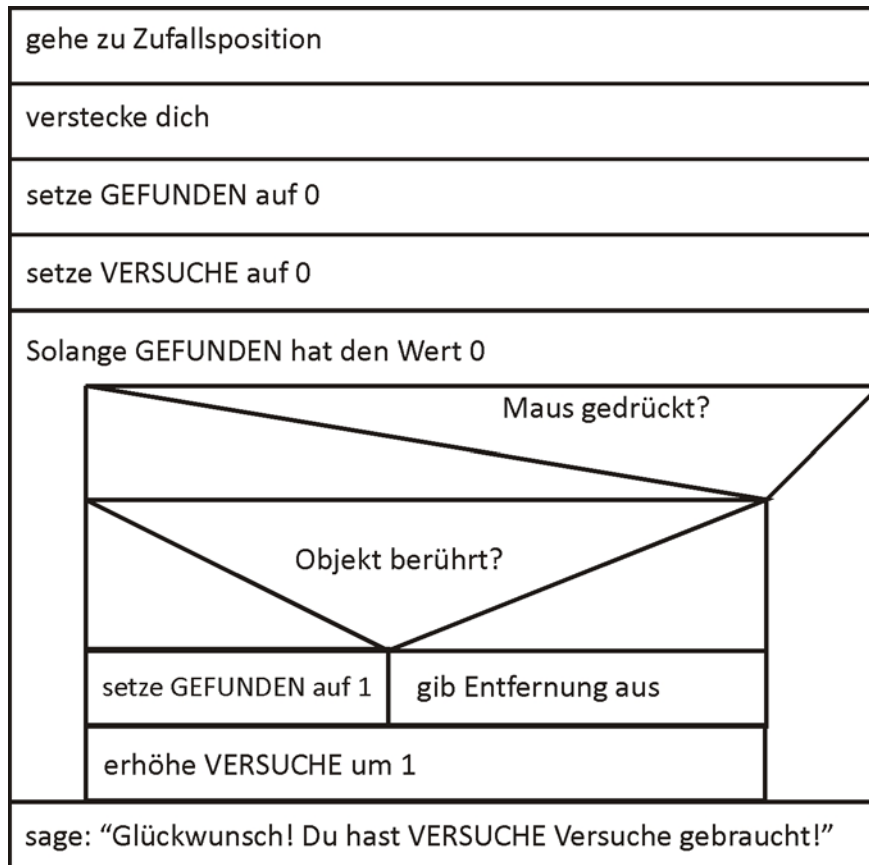 gehe zu Zufallsposition
verstecke dich
setze GEFUNDEN auf 0
setze VERSUCHE auf 0
Solange GEFUNDEN hat den Wert 0
Maus gedrückt?
Objekt berührt?
setze GEFUNDEN auf 1
gib Entfernung aus
erhöhe VERSUCHE um 1
sage: “Glückwunsch! Du hast VERSUCHE Versuche gebraucht!”